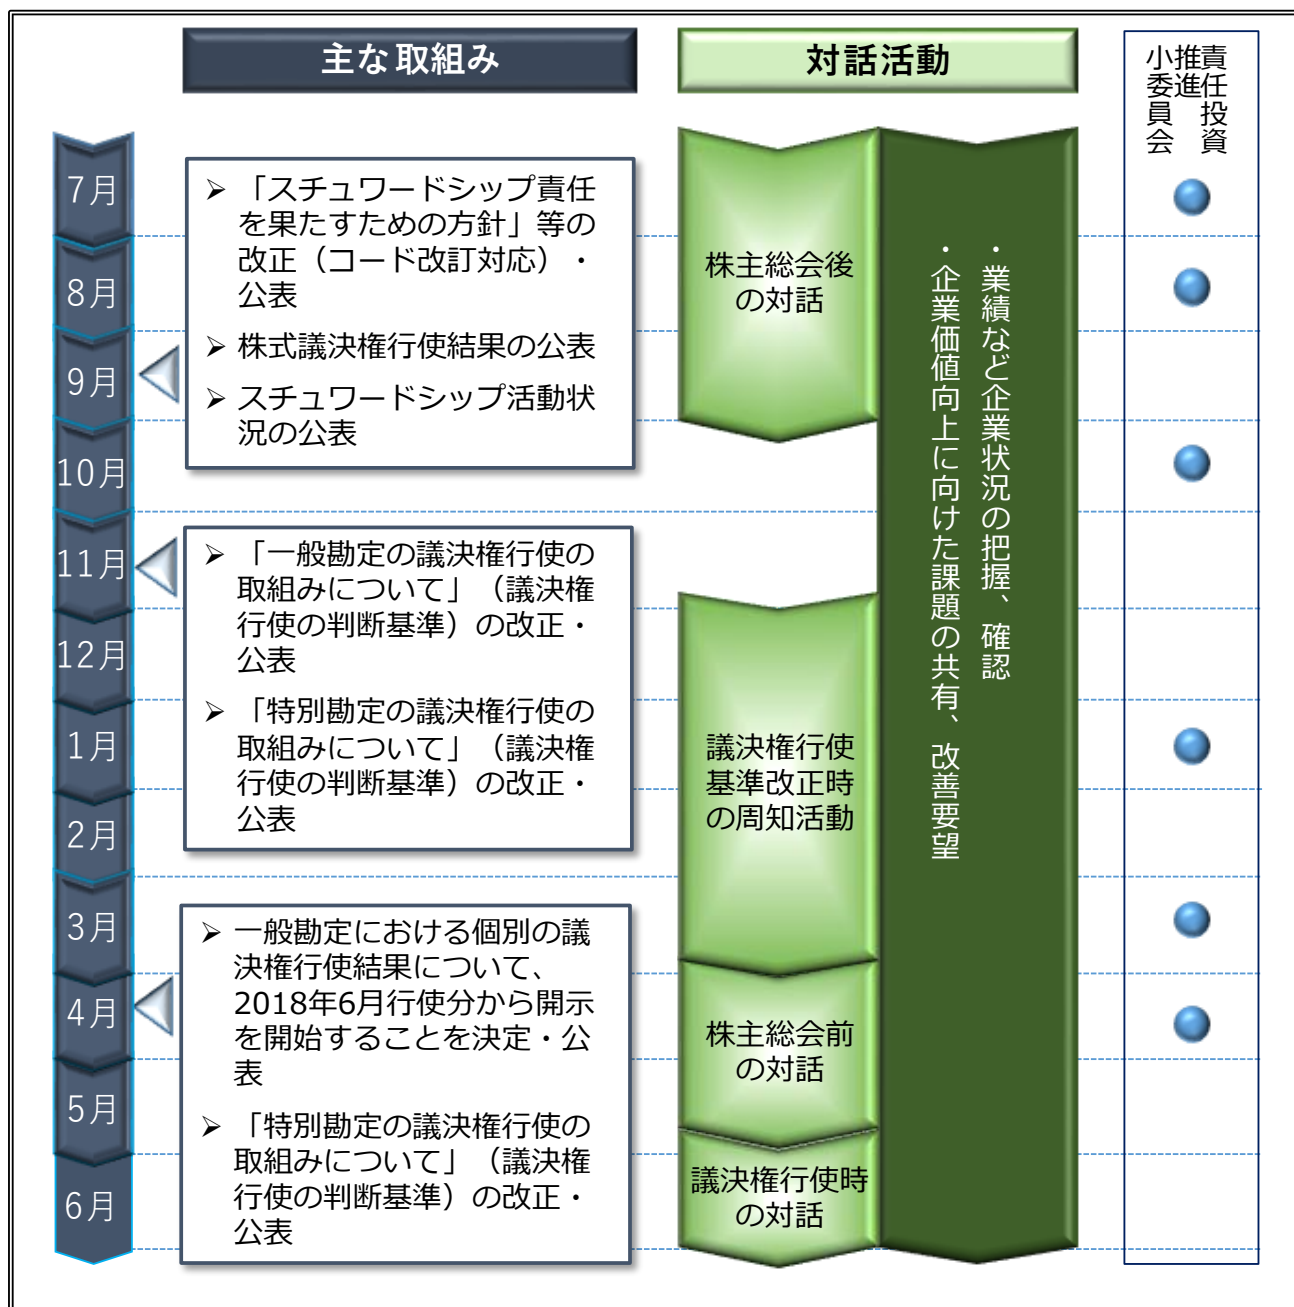 主な取組み
対話活動
責任投資
推進
小委員会
7月
8月
9月
10月
11月
12月
1月
2月
3月
4月
5月
6月
➢ 「スチュワードシップ責任
を果たすための方針」等の
改正（コード改訂対応）・
公表
➢ 株式議決権行使結果の公表
➢ スチュワードシップ活動状
況の公表
➢ 「一般勘定の議決権行使の
取組みについて」（議決権
行使の判断基準）の改正・
公表
➢ 「特別勘定の議決権行使の
取組みについて」（議決権
行使の判断基準）の改正・
公表
➢ 一般勘定における個別の議
決権行使結果について、
2018年6月行使分から開示
を開始することを決定・公
表
➢ 「特別勘定の議決権行使の
取組みについて」（議決権
行使の判断基準）の改正・
公表
株主総会後
の対話
議決権行使
基準改正時
の周知活動
株主総会前
の対話
議決権行使時
の対話
・業績など企業状況の把握、確認
・企業価値向上に向けた課題の共有、改善要望